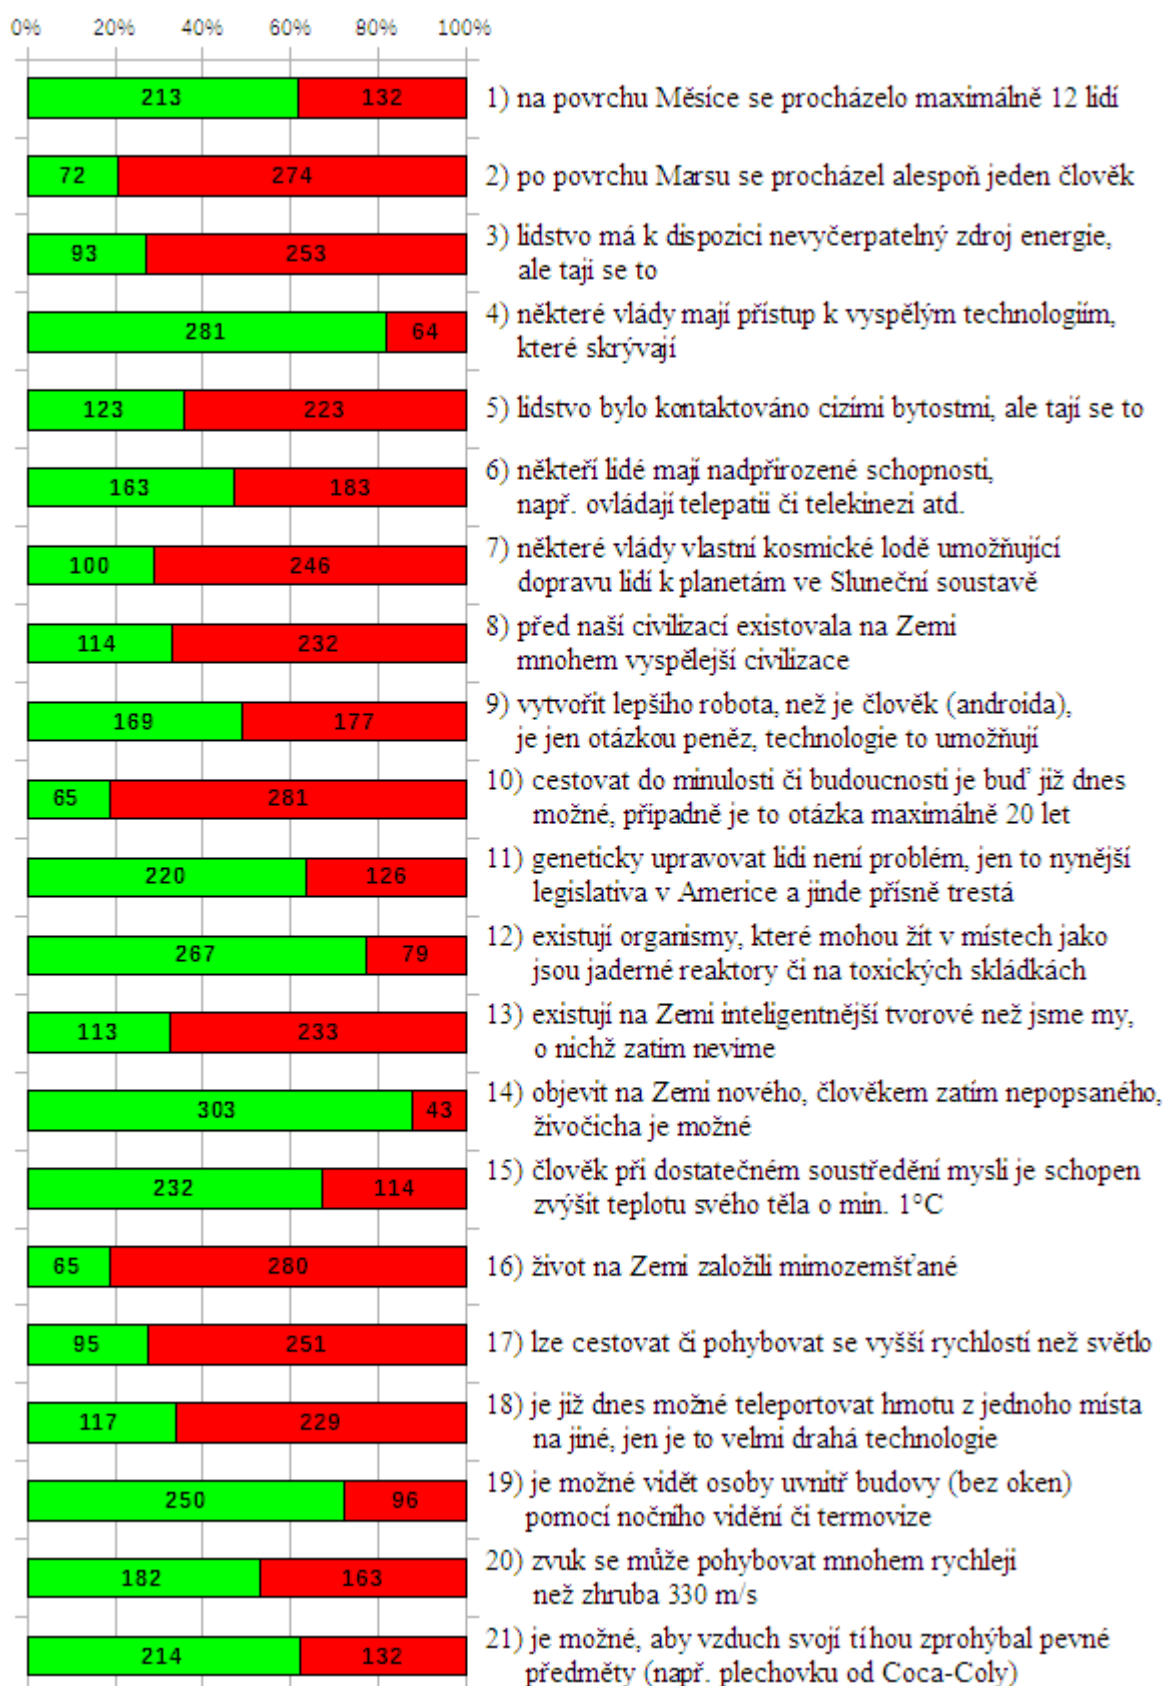 0% 20% 40% 60% 80% 100%
213 132 1) na povrchu Měsíce se procházelo maximálně 12 lidí
72 274 2) po povrchu Marsu se procházel alespoň jeden člověk
93 253 3) lidstvo má k dispozici nevyčerpatelný zdroj energie,
ale tají se to
281 64 4) některé vlády mají přístup k vyspělým technologiím,
které skrývají
123 223 5) lidstvo bylo kontaktováno cizími bytostmi, ale tají se to
163 183 6) někteří lidé mají nadpřirozené schopnosti,
např. ovládají telepatii či telekinezi atd.
100 246 7) některé vlády vlastní kosmické lodě umožňující
dopravu lidí k planetám ve Sluneční soustavě
114 232 8) před naší civilizací existovala na Zemi
mnohem vyspělejší civilizace
169 177 9) vytvořit lepšího robota, než je člověk (androida),
je jen otázkou peněz, technologie to umožňují
65 281 10) cestovat do minulosti či budoucnosti je buď již dnes
možné, případně je to otázka maximálně 20 let
220 126 11) geneticky upravovat lidi není problém, jen to nynější
legislativa v Americe a jinde přísně trestá
267 79 12) existují organismy, které mohou žít v místech jako
jsou jaderné reaktory či na toxických skládkách
113 233 13) existují na Zemi inteligentnější tvorové než jsme my,
o nichž zatím nevíme
303 43 14) objevit na Zemi nového, člověkem zatím nepopsaného,
živočicha je možné
232 114 15) člověk při dostatečném soustředění mysli je schopen
zvýšit teplotu svého těla o min. 1°C
65 280 16) život na Zemi založili mimozemšťané
95 251 17) lze cestovat či pohybovat se vyšší rychlostí než světlo
117 229 18) je již dnes možné teleportovat hmotu z jednoho místa
na jiné, jen je to velmi drahá technologie
250 96 19) je možné vidět osoby uvnitř budovy (bez oken)
pomocí nočního vidění či termovize
182 163 20) zvuk se může pohybovat mnohem rychleji
než zhruba 330 m/s
214 132 21) je možné, aby vzduch svojí tíhou zprohýbal pevné
předměty (např. plechovku od Coca-Coly)